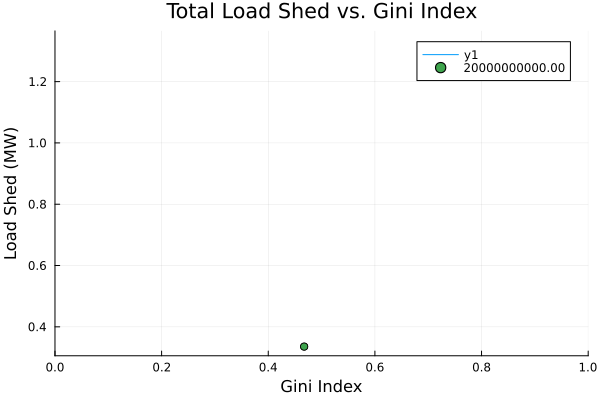 Total Load Shed vs. Gini Index
y1
20000000000.00
Load Shed (MW)
1.2
1.0
0.8
0.6
0.4
0.0 0.2 0.4 0.6 0.8 1.0
Gini Index